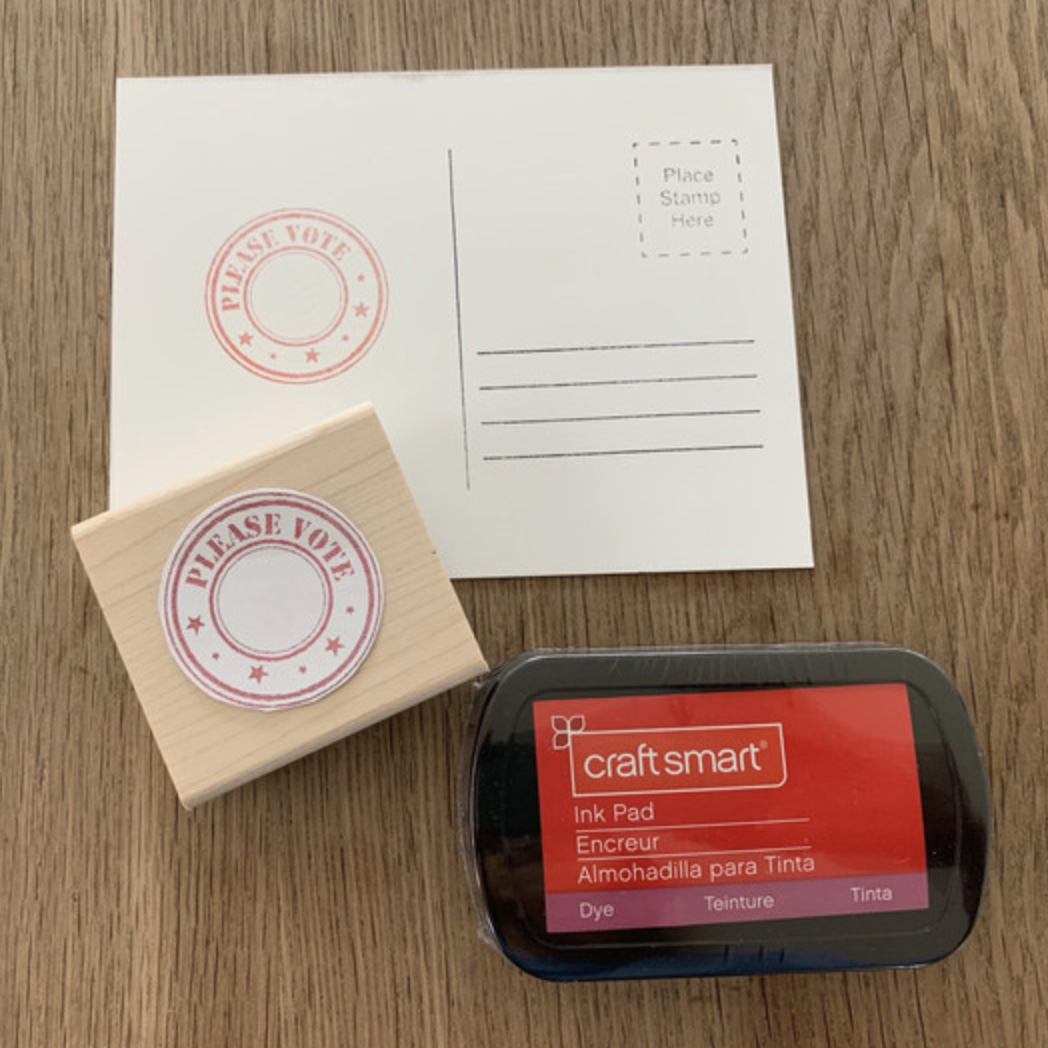 PLEASE VOTE
Place
Stamp
Here
PLEASE VOTE
craft smart®
Ink Pad
Encreur
Almohadilla para Tinta
Dye Teinture Tinta